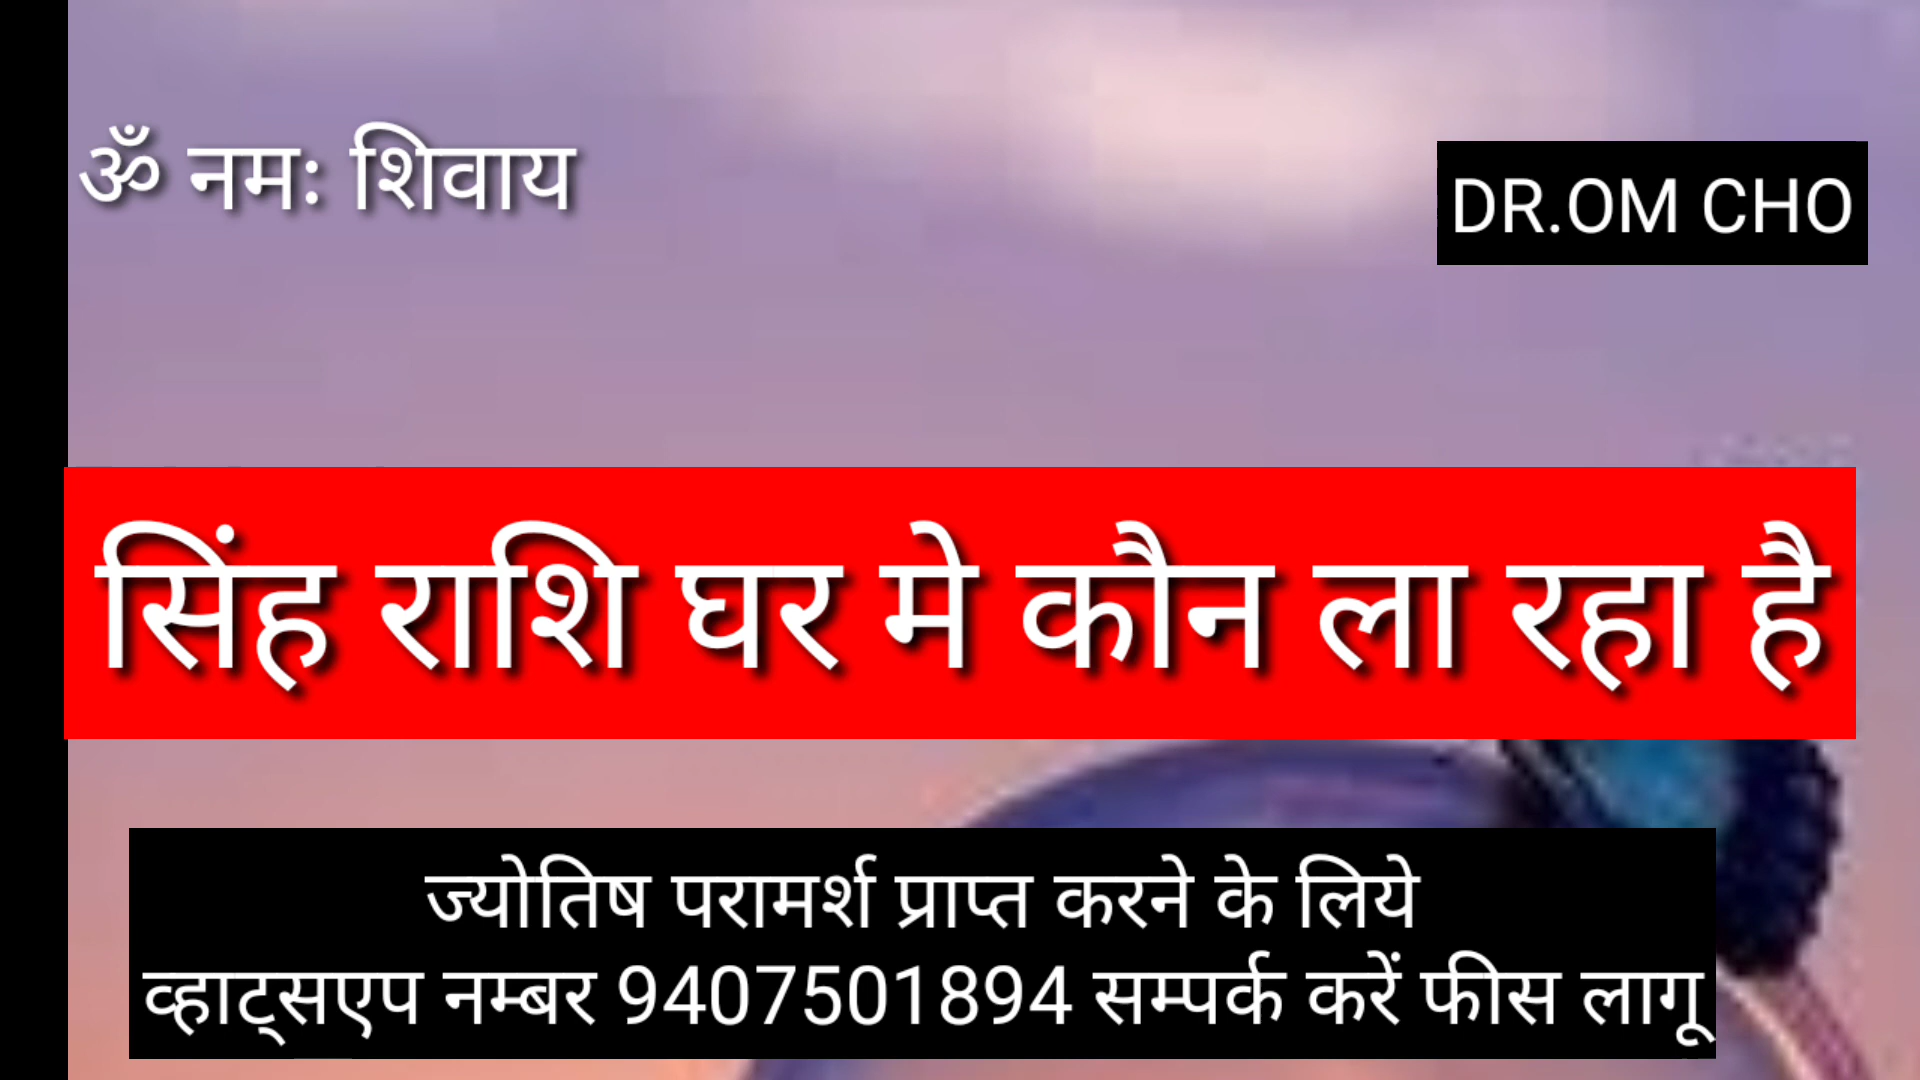 ॐ नमः शिवाय
DR.OM CHO
सिंह राशि घर मे कौन ला रहा है
ज्योतिष परामर्श प्राप्त करने के लिये
व्हाट्सएप नम्बर 9407501894 सम्पर्क करें फीस लागू